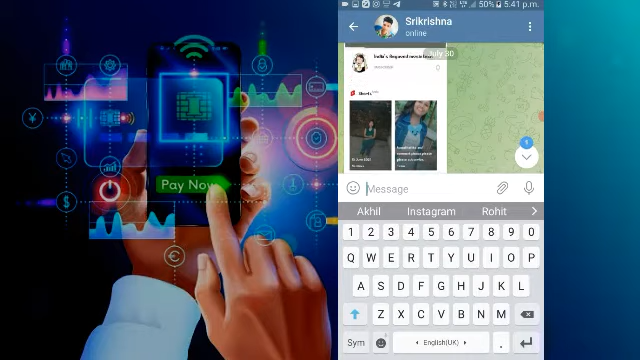 50% 5:41 p.m.
Srikrishna
online
July 30
Shorts
Message
Pay Now
Akhil Instagram Rohit
1 2 3 4 5 6 7 8 9 0
Q W E R T Y U I O P
A S D F G H J K L
Z X C V B N M
Sym English(UK) .